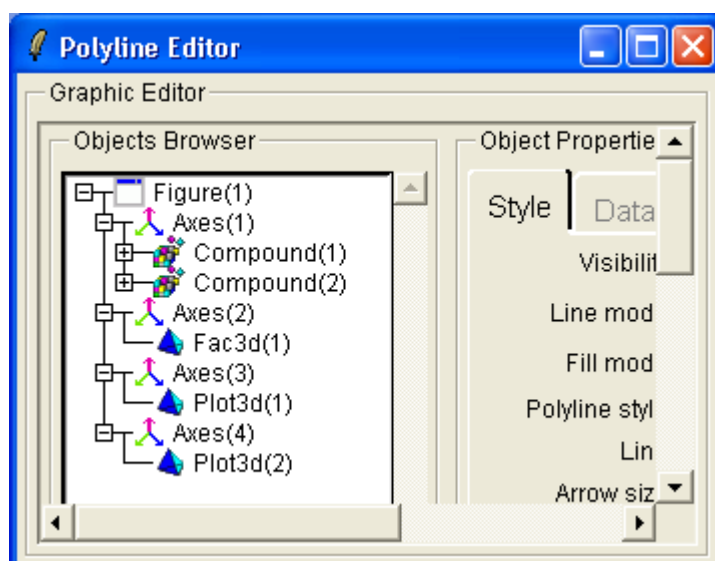 Polyline Editor
Graphic Editor
Objects Browser
Figure(1)
Axes(1)
Compound(1)
Compound(2)
Axes(2)
Fac3d(1)
Axes(3)
Plot3d(1)
Axes(4)
Plot3d(2)
Object Propertie
Style Data
Visibilit
Line mod
Fill mod
Polyline styl
Lin
Arrow siz